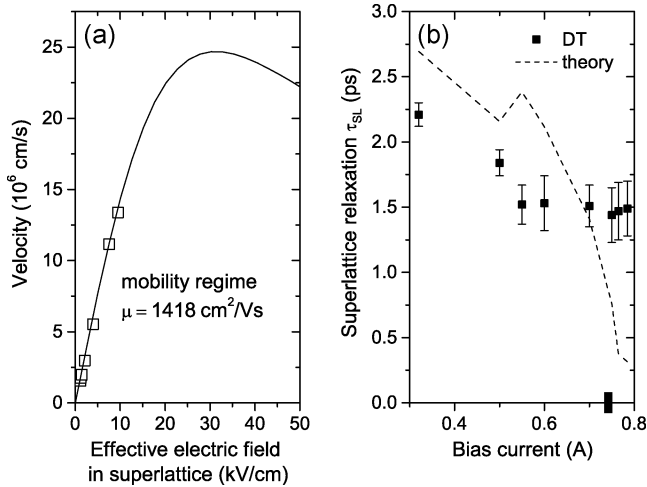 (a)
25
20
15
10
5
0
Velocity (10⁶ cm/s)
mobility regime
μ = 1418 cm²/Vs
0 10 20 30 40 50
Effective electric field
in superlattice (kV/cm)
(b)
DT
theory
3.0
2.5
2.0
1.5
1.0
0.5
0.0
Superlattice relaxation τSL (ps)
0.4 0.6 0.8
Bias current (A)